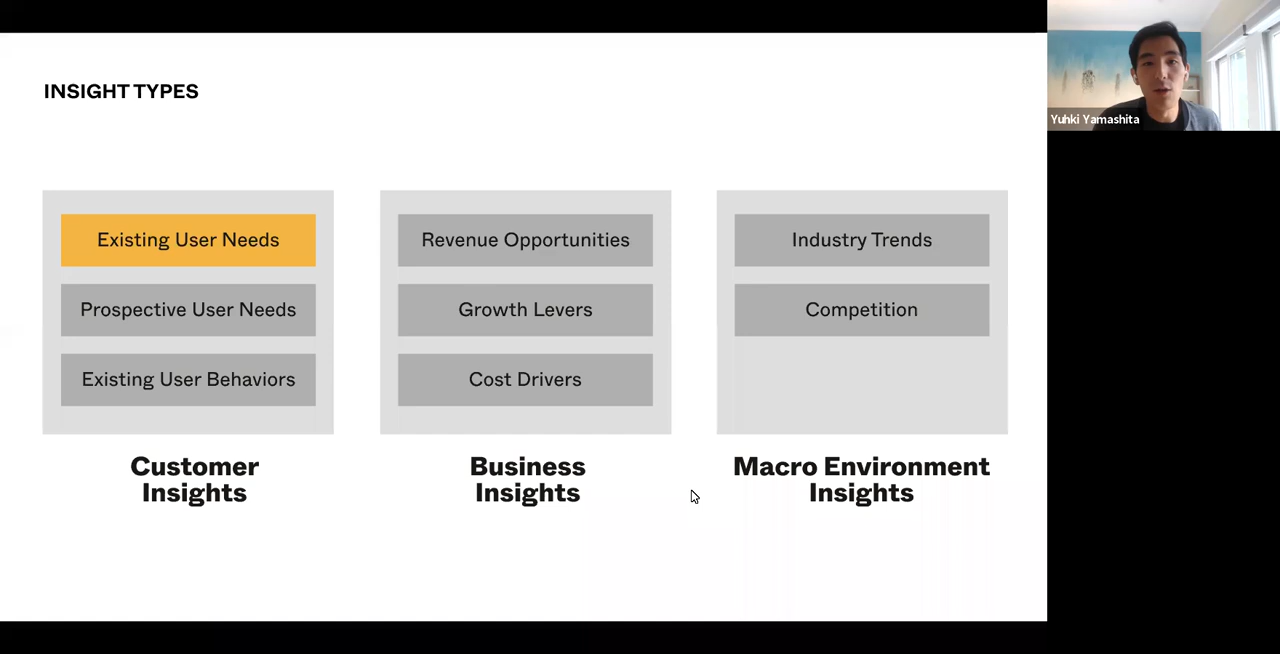 INSIGHT TYPES
Yuhki Yamashita
Existing User Needs
Prospective User Needs
Existing User Behaviors
Customer
Insights
Revenue Opportunities
Growth Levers
Cost Drivers
Business
Insights
Industry Trends
Competition
Macro Environment
Insights